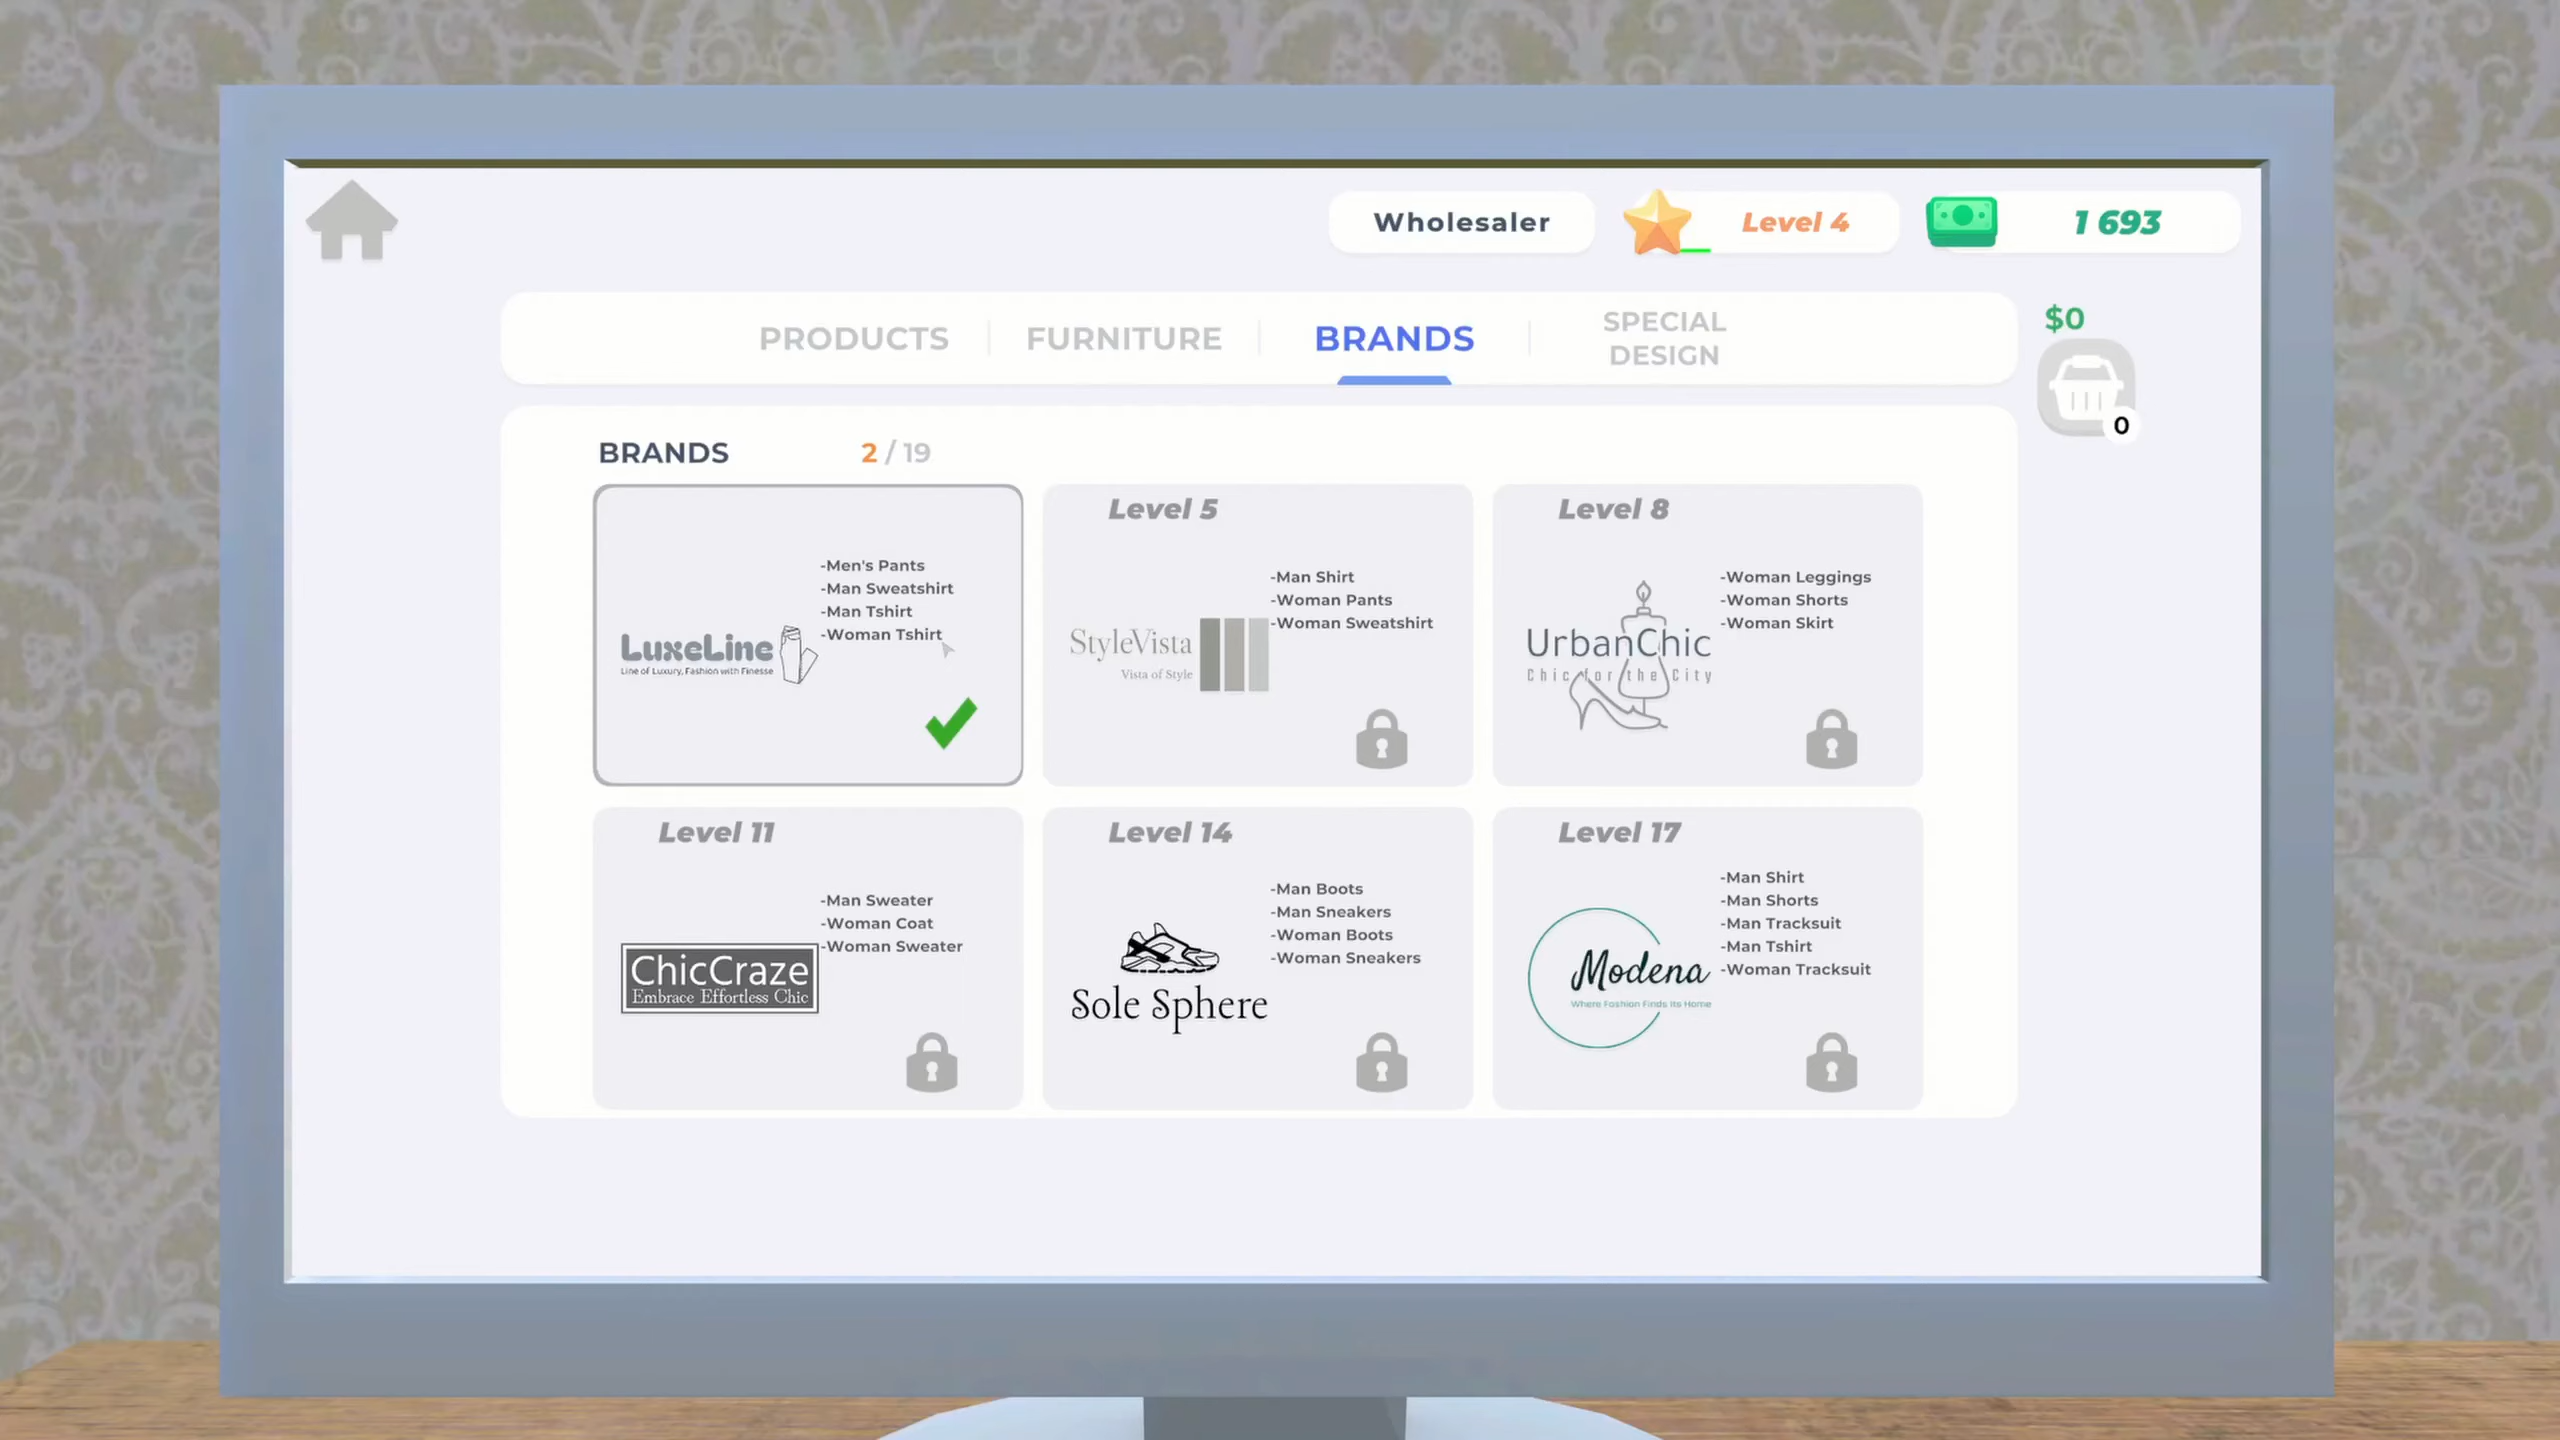 Wholesaler
Level 4
1 693
PRODUCTS
FURNITURE
BRANDS
SPECIAL
DESIGN
$0
0
BRANDS
2 / 19
LuxeLine
Line of Luxury, Fashion with Finesse
-Men's Pants
-Man Sweatshirt
-Man Tshirt
-Woman Tshirt
Level 5
StyleVista
Vista of Style
-Man Shirt
-Woman Pants
-Woman Sweatshirt
Level 8
UrbanChic
Chic for the City
-Woman Leggings
-Woman Shorts
-Woman Skirt
Level 11
ChicCraze
Embrace Effortless Chic
-Man Sweater
-Woman Coat
-Woman Sweater
Level 14
Sole Sphere
-Man Boots
-Man Sneakers
-Woman Boots
-Woman Sneakers
Level 17
Modena
Where Fashion Finds Its Home
-Man Shirt
-Man Shorts
-Man Tracksuit
-Man Tshirt
-Woman Tracksuit